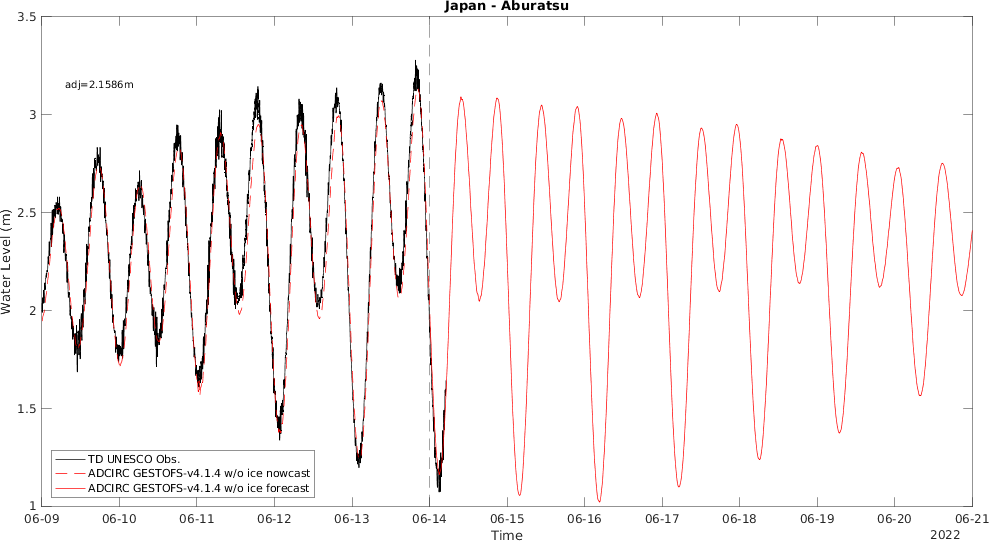 Japan - Aburatsu
3.5
3
2.5
2
1.5
1
Water Level (m)
adj=2.1586m
TD UNESCO Obs.
ADCIRC GESTOFS-v4.1.4 w/o ice nowcast
ADCIRC GESTOFS-v4.1.4 w/o ice forecast
06-09 06-10 06-11 06-12 06-13 06-14 06-15 06-16 06-17 06-18 06-19 06-20 06-21
Time
2022